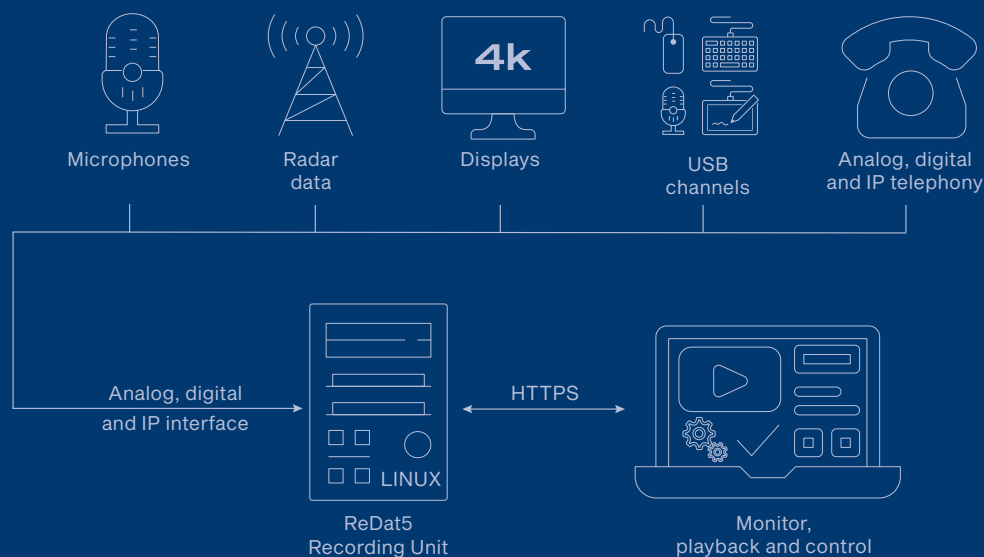 4k
Microphones
Radar
data
Displays
USB
channels
Analog, digital
and IP telephony
Analog, digital
and IP interface
HTTPS
LINUX
ReDat5
Recording Unit
Monitor,
playback and control